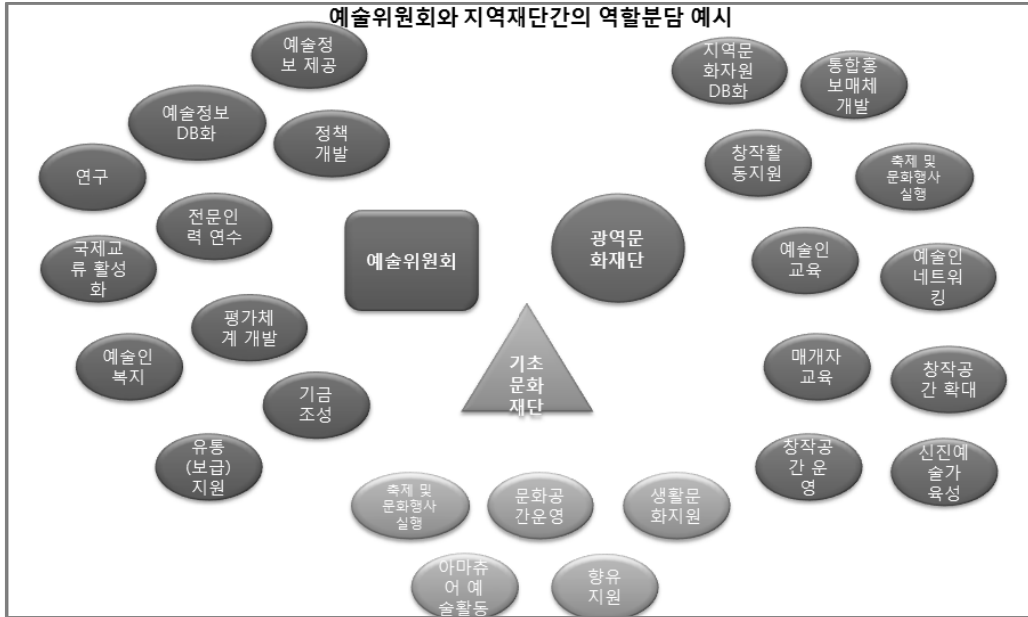 예술위원회와 지역재단간의 역할분담 예시
예술정
보 제공
예술정보
DB화
정책
개발
연구
전문인
력 연수
국제교
류 활성
화
평가체
계 개발
예술인
복지
기금
조성
유통
(보급)
지원
예술위원회
광역문
화재단
기초
문화
재단
지역문
화자원
DB화
통합홍
보매체
개발
창작활
동지원
축제 및
문화행사
실행
예술인
교육
예술인
네트워
킹
매개자
교육
창작공
간 확대
창작공
간 운
영
신진예
술가
육성
축제 및
문화행사
실행
문화공
간운영
생활문
화지원
아마츄
어 예
술활동
향유
지원